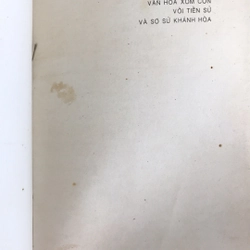 VĂN HÓA XÓM CỒN
VỚI TIỀN SỬ
VÀ SƠ SỬ KHÁNH HÒA